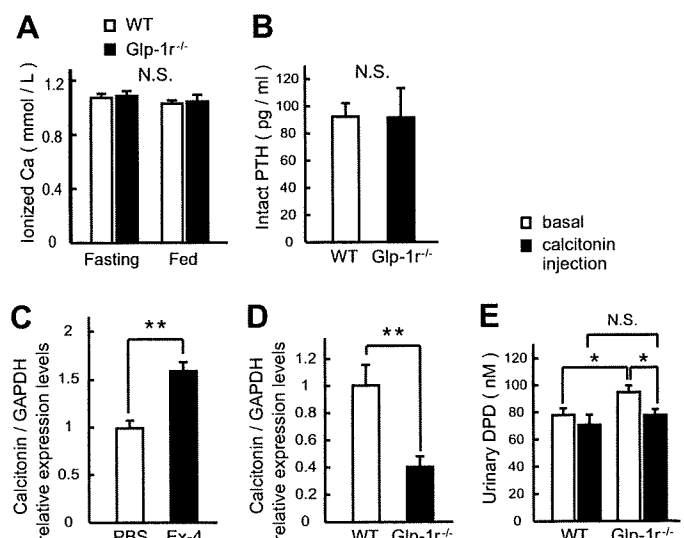 A
WT
Glp-1r-/-
N.S.
Ionized Ca ( mmol / L )
1.2
0.8
0.4
0
Fasting Fed
B
N.S.
Intact PTH ( pg / ml )
120
100
80
60
40
20
0
WT Glp-1r-/-
basal
calcitonin
injection
C
**
Calcitonin / GAPDH
relative expression levels
2
1.5
1
0.5
0
PBS Ex-4
D
**
Calcitonin / GAPDH
relative expression levels
1.2
1
0.8
0.6
0.4
0.2
0
WT Glp-1r-/-
E
N.S.
* *
Urinary DPD ( nM )
120
100
80
60
40
20
0
WT Glp-1r-/-